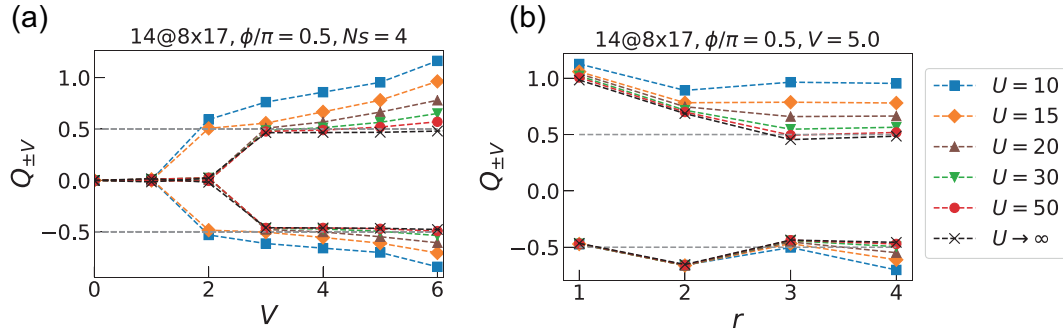 (a)
14@8x17, ϕ/π = 0.5, Ns = 4
1.0
0.5
0.0
−0.5
Q±V
0 2 4 6
V
(b)
14@8x17, ϕ/π = 0.5, V = 5.0
1.0
0.5
0.0
−0.5
Q±V
1 2 3 4
r
U = 10
U = 15
U = 20
U = 30
U = 50
U → ∞